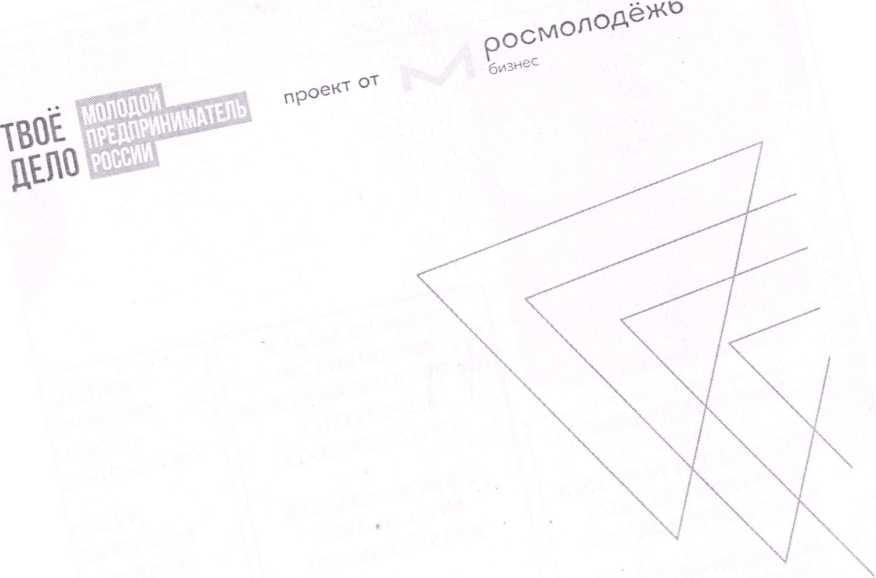 ТВОЁ
ДЕЛО
МОЛОДОЙ
ПРЕДПРИНИМАТЕЛЬ
РОССИИ
проект от
росмолодёжь
бизнес